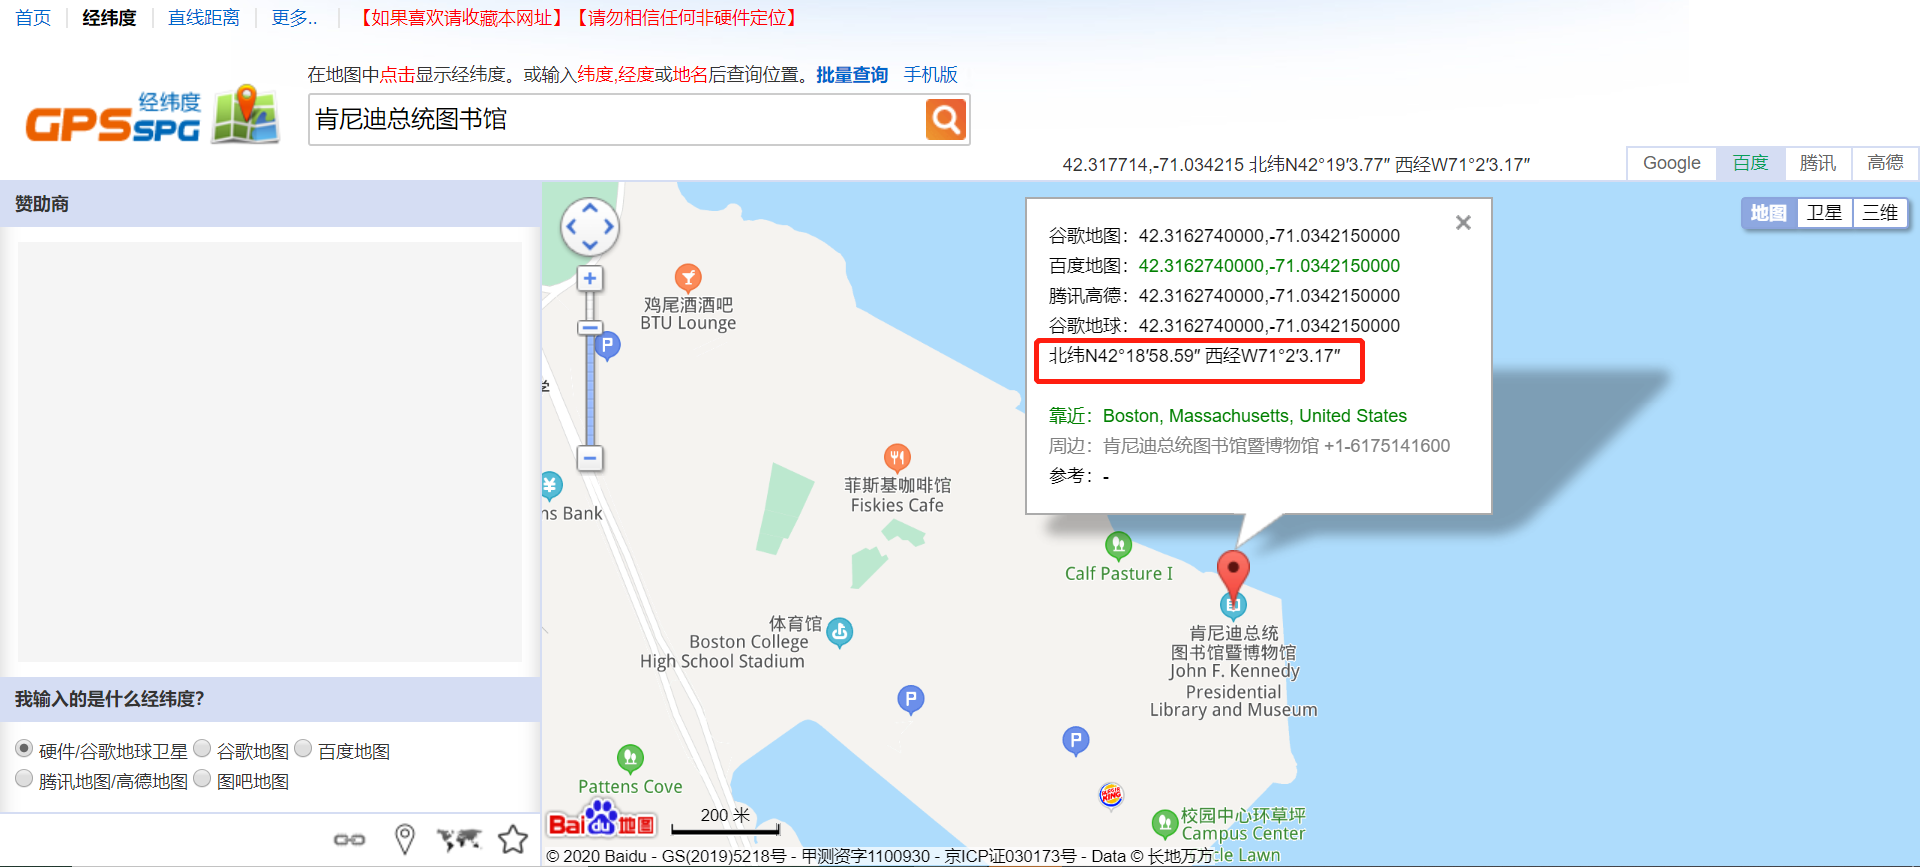 首页 经纬度 直线距离 更多.. 【如果喜欢请收藏本网址】【请勿相信任何非硬件定位】
在地图中点击显示经纬度。或输入纬度,经度或地名后查询位置。批量查询 手机版
GPSSPG 经纬度
肯尼迪总统图书馆
42.317714,-71.034215 北纬N42°19′3.77″ 西经W71°2′3.17″
Google 百度 腾讯 高德
赞助商
地图 卫星 三维
谷歌地图：42.3162740000,-71.0342150000
百度地图：42.3162740000,-71.0342150000
腾讯高德：42.3162740000,-71.0342150000
谷歌地球：42.3162740000,-71.0342150000
北纬N42°18′58.59″ 西经W71°2′3.17″
靠近：Boston, Massachusetts, United States
周边：肯尼迪总统图书馆暨博物馆 +1-6175141600
参考：-
鸡尾酒酒吧
BTU Lounge
P
学
菲斯基咖啡馆
Fiskies Cafe
ns Bank
Calf Pasture I
体育馆
Boston College
High School Stadium
肯尼迪总统
图书馆暨博物馆
John F. Kennedy
Presidential
Library and Museum
P
P
我输入的是什么经纬度？
硬件/谷歌地球卫星 谷歌地图 百度地图
腾讯地图/高德地图 图吧地图
Pattens Cove
BURGER KING
校园中心环草坪
Campus Center
cle Lawn
Bai du 地图
200 米
© 2020 Baidu - GS(2019)5218号 - 甲测资字1100930 - 京ICP证030173号 - Data © 长地万方